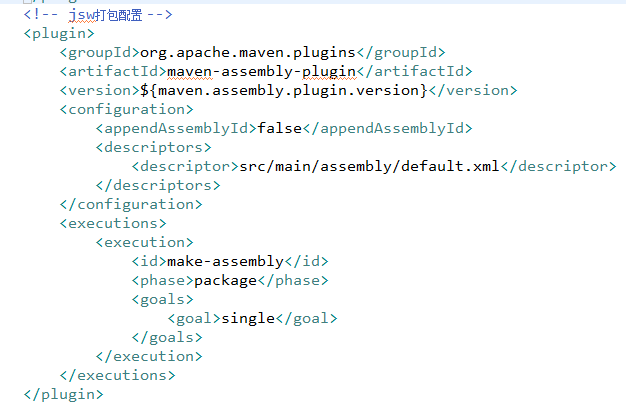 <!-- jsw打包配置 -->
<plugin>
    <groupId>org.apache.maven.plugins</groupId>
    <artifactId>maven-assembly-plugin</artifactId>
    <version>${maven.assembly.plugin.version}</version>
    <configuration>
        <appendAssemblyId>false</appendAssemblyId>
        <descriptors>
            <descriptor>src/main/assembly/default.xml</descriptor>
        </descriptors>
    </configuration>
    <executions>
        <execution>
            <id>make-assembly</id>
            <phase>package</phase>
            <goals>
                <goal>single</goal>
            </goals>
        </execution>
    </executions>
</plugin>